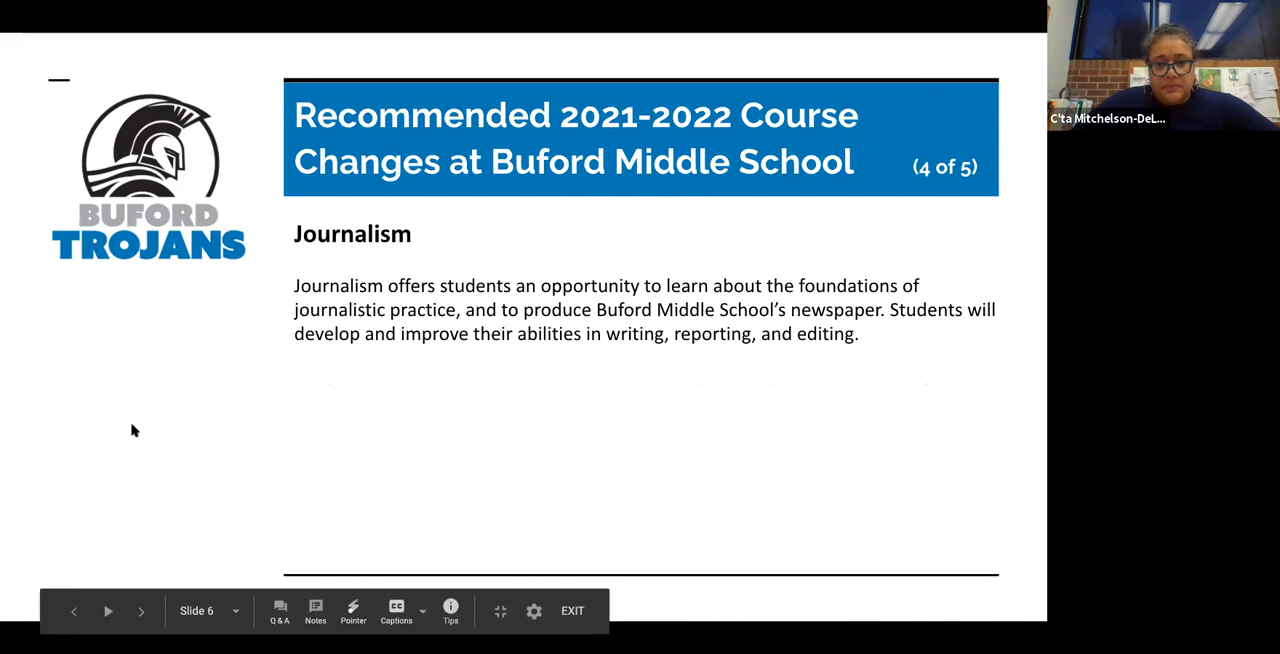 Recommended 2021-2022 Course
Changes at Buford Middle School (4 of 5)
BUFORD
TROJANS
Journalism
Journalism offers students an opportunity to learn about the foundations of
journalistic practice, and to produce Buford Middle School’s newspaper. Students will
develop and improve their abilities in writing, reporting, and editing.
C'ta Mitchelson-DeL...
Slide 6
Q & A
Notes
Pointer
CC
Captions
Tips
EXIT